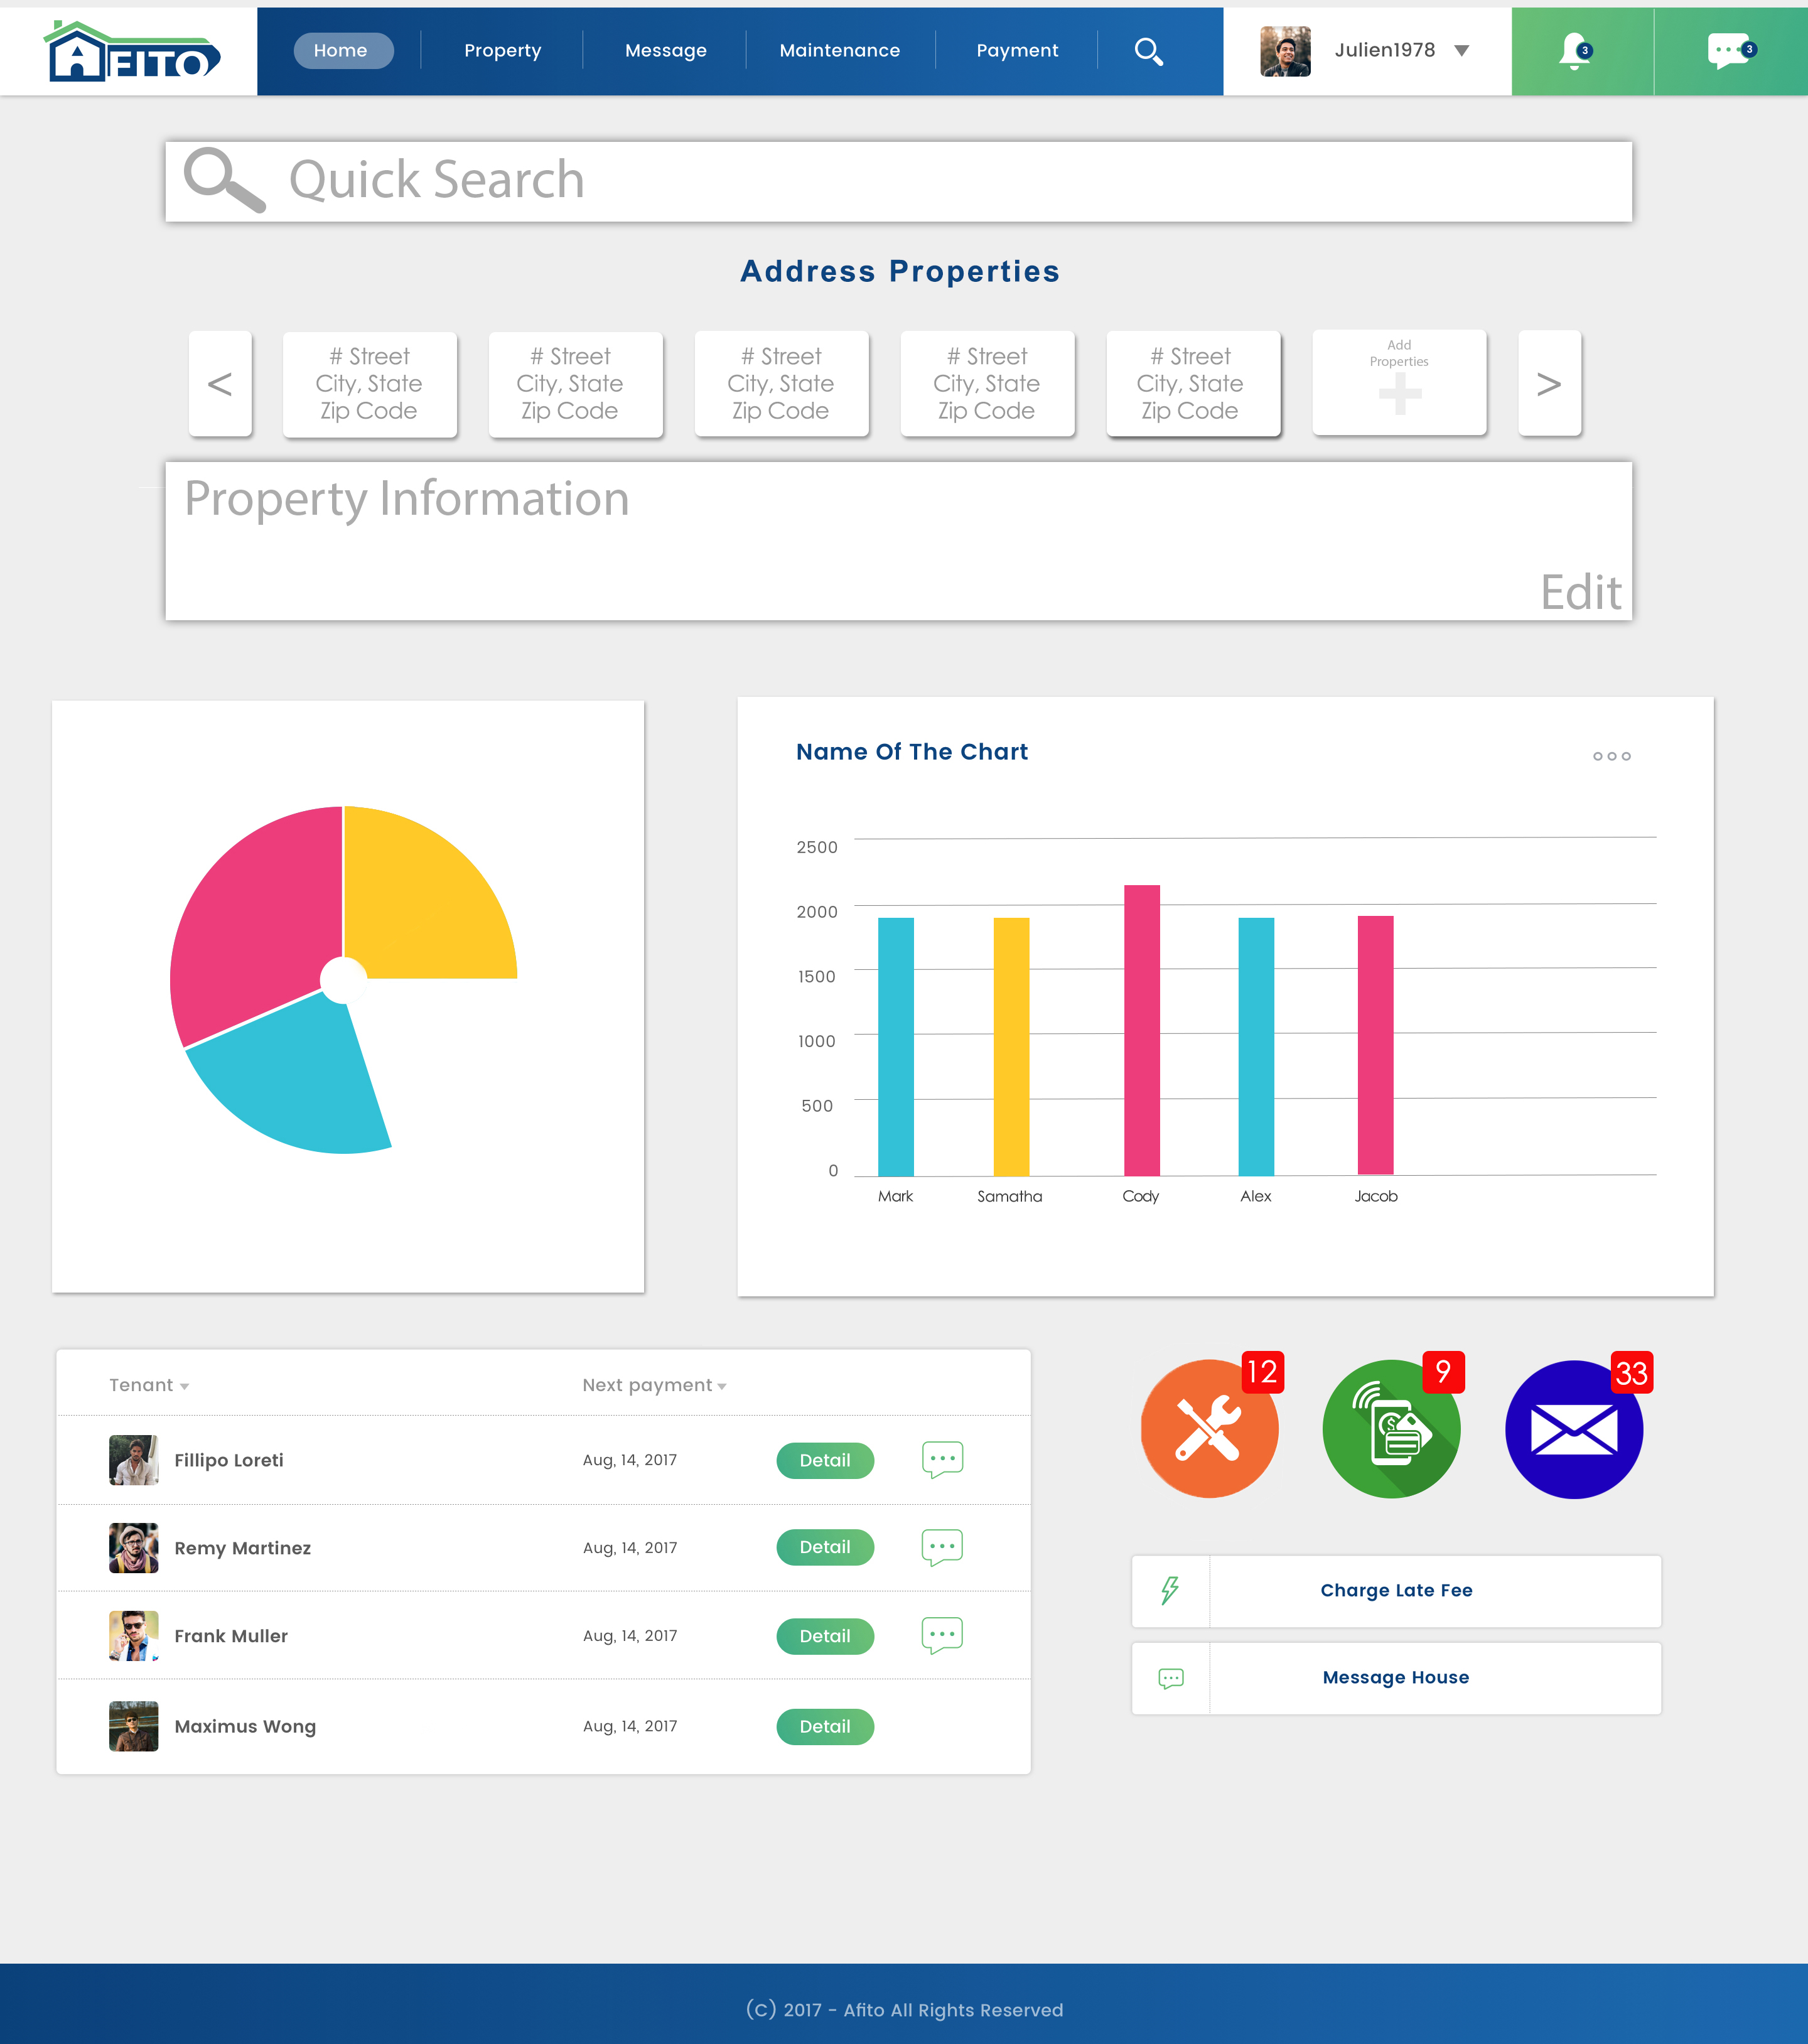 AFITO
Home
Property
Message
Maintenance
Payment
Julien1978
3
3
Quick Search
Address Properties
<
# Street
City, State
Zip Code
# Street
City, State
Zip Code
# Street
City, State
Zip Code
# Street
City, State
Zip Code
# Street
City, State
Zip Code
Add
Properties
>
Property Information
Edit
Name Of The Chart
2500
2000
1500
1000
500
0
Mark
Samatha
Cody
Alex
Jacob
Tenant
Next payment
Fillipo Loreti
Aug, 14, 2017
Detail
Remy Martinez
Aug, 14, 2017
Detail
Frank Muller
Aug, 14, 2017
Detail
Maximus Wong
Aug, 14, 2017
Detail
12
9
33
$
Charge Late Fee
Message House
(C) 2017 - Afito All Rights Reserved